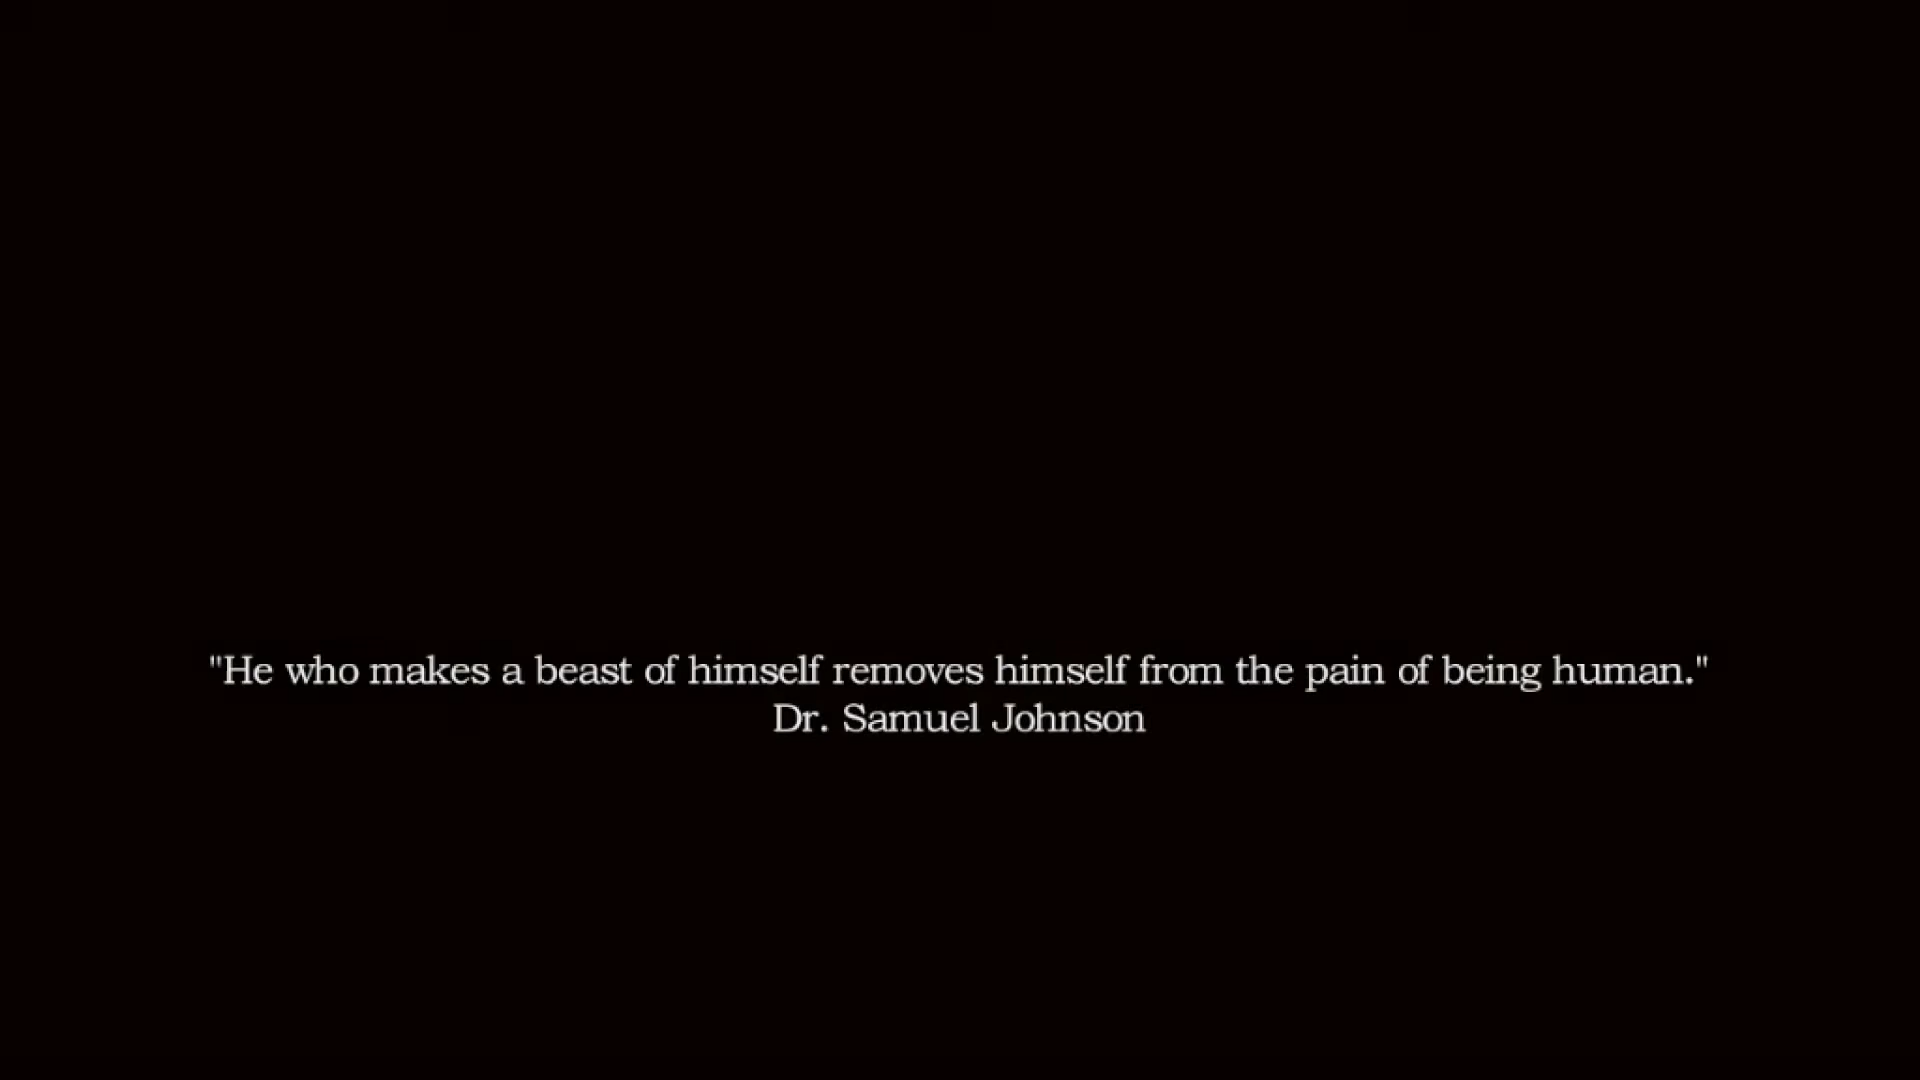 "He who makes a beast of himself removes himself from the pain of being human."
Dr. Samuel Johnson